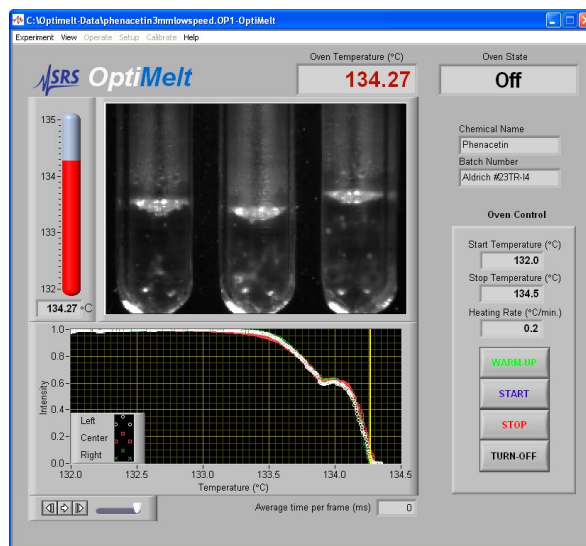 C:\Optimelt-Data\phenacetin3mmlowspeed.OP1-OptiMelt
Experiment View Operate Setup Calibrate Help
SRS OptiMelt
Oven Temperature (°C)
134.27
Oven State
Off
135-
134-
133-
132-
134.27 °C
Chemical Name
Phenacetin
Batch Number
Aldrich #23TR-I4
Oven Control
Start Temperature (°C)
132.0
Stop Temperature (°C)
134.5
Heating Rate (°C/min.)
0.2
WARM-UP
START
STOP
TURN-OFF
Intensity
1.0-
0.8-
0.6-
0.4-
0.2-
0.0-
Left
Center
Right
132.0 132.5 133.0 133.5 134.0 134.5
Temperature (°C)
Average time per frame (ms) 0